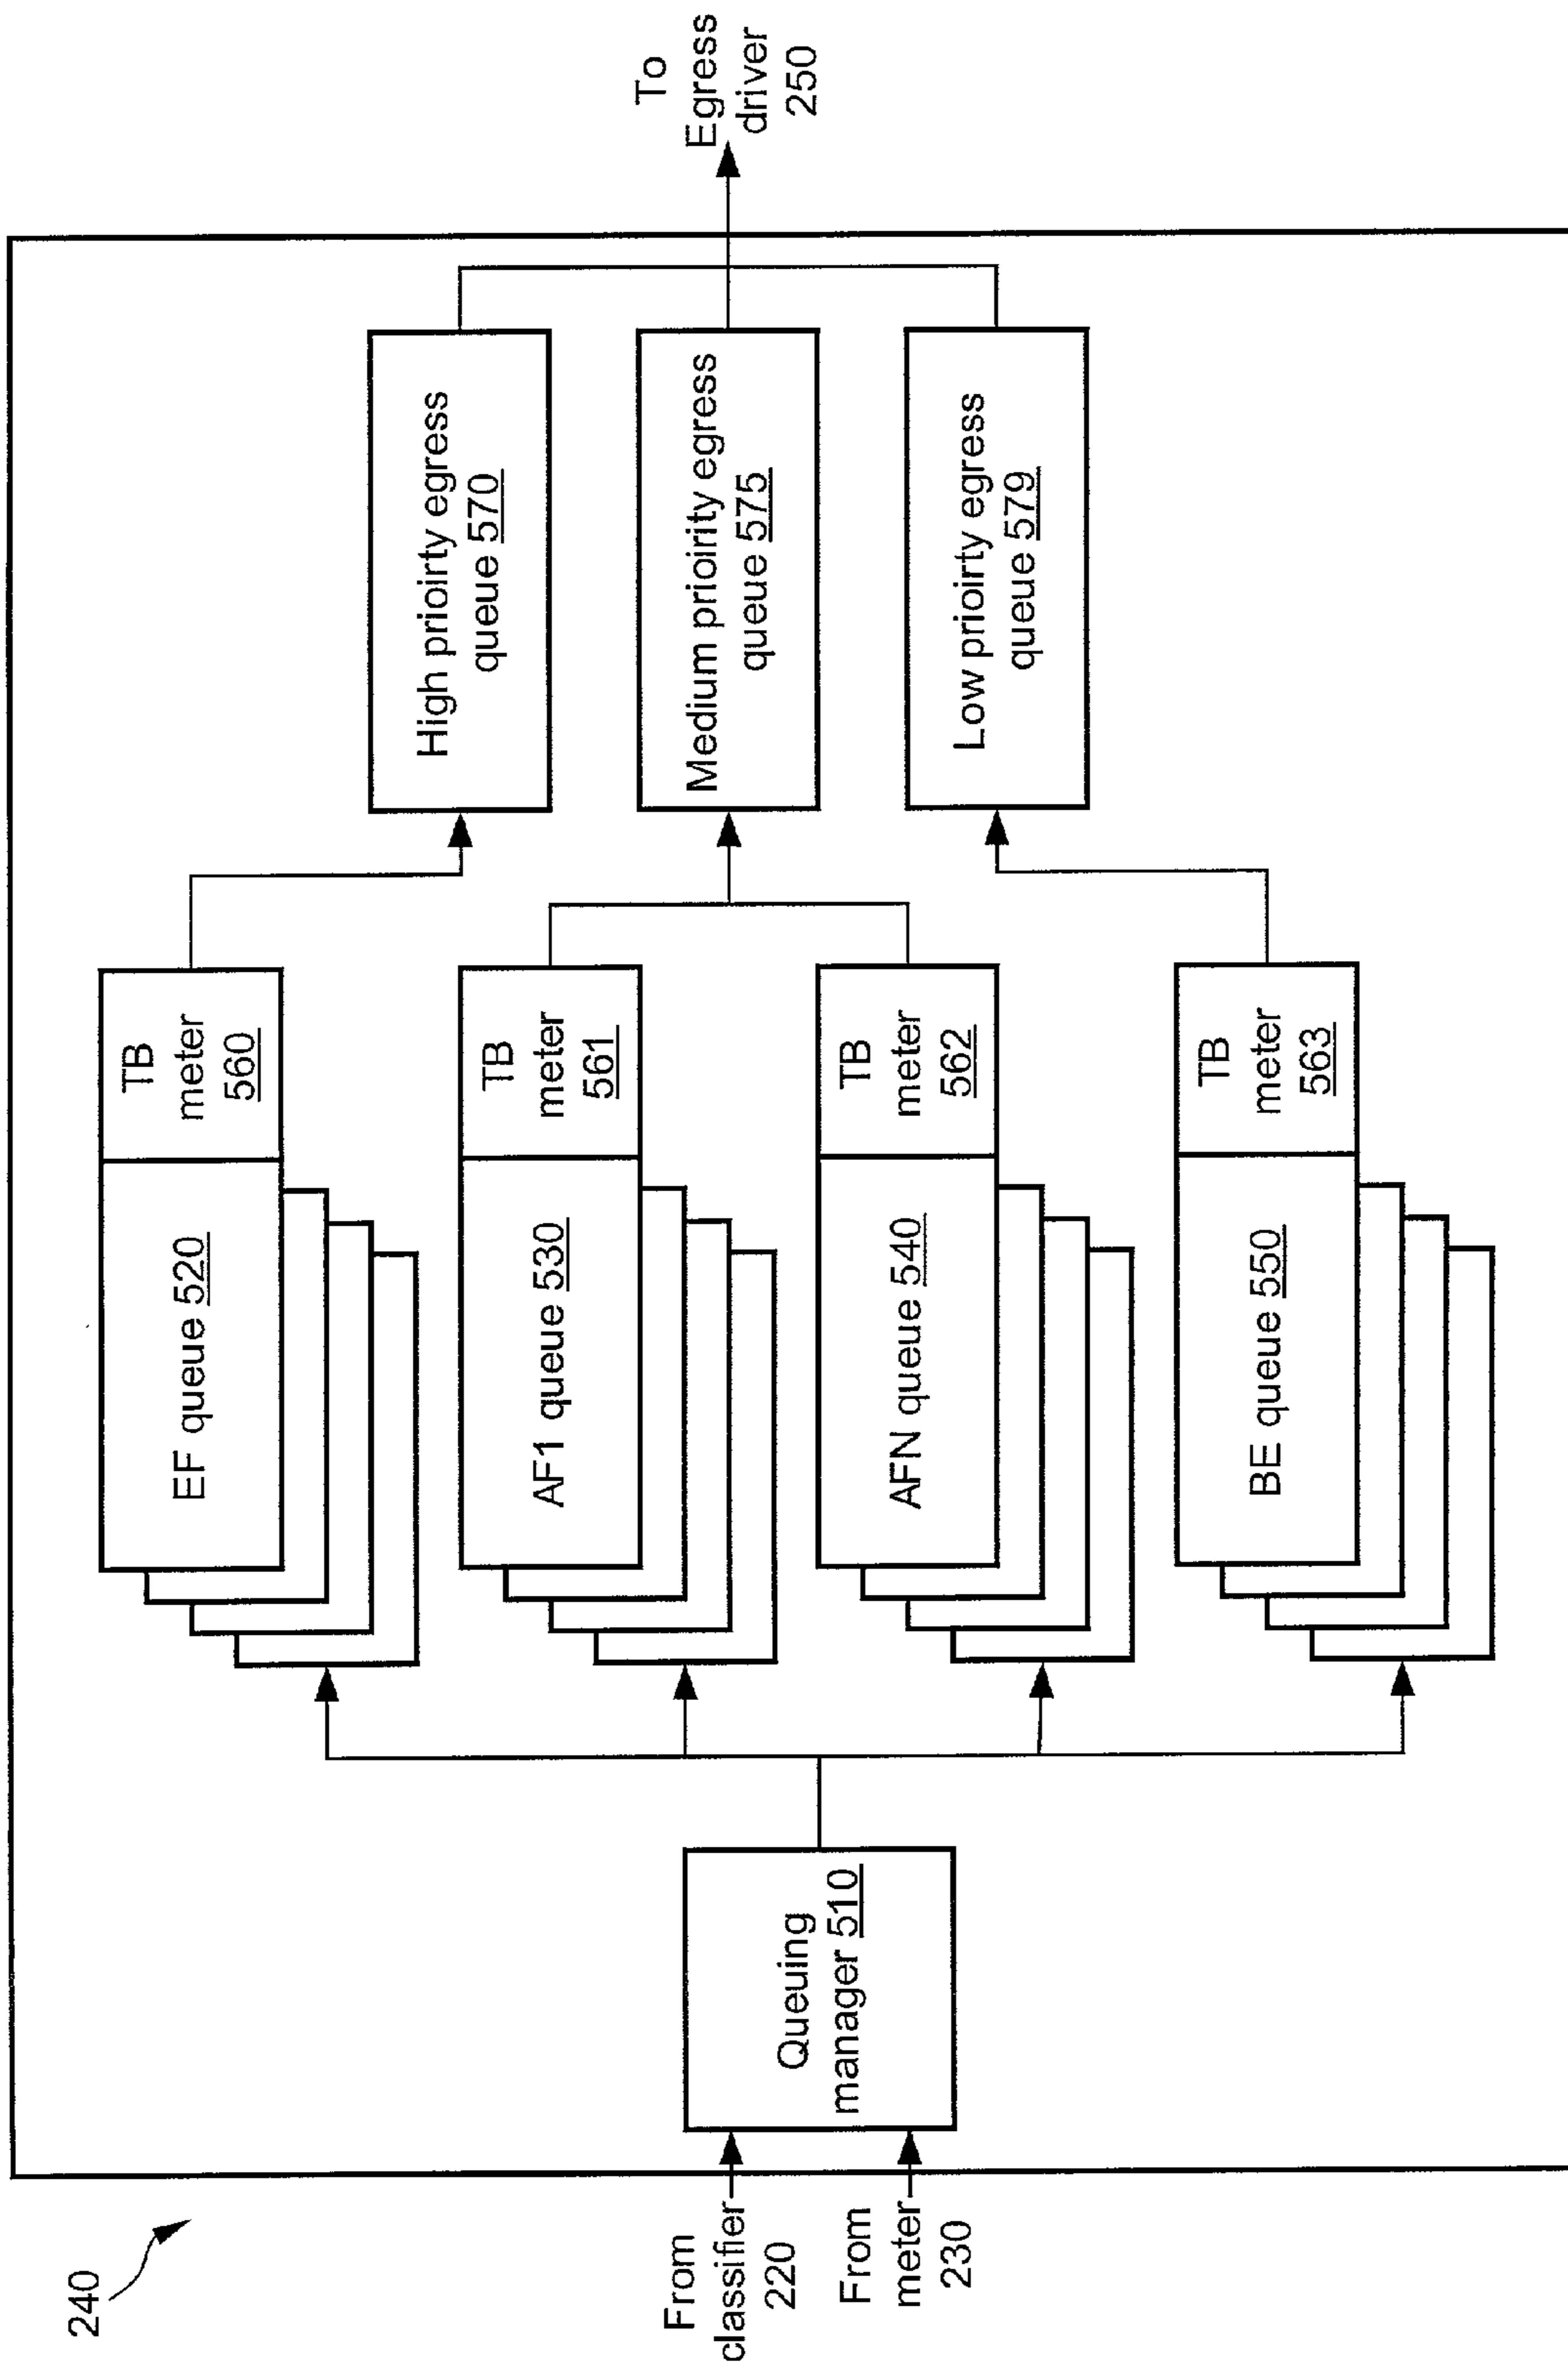 240
From
classifier
220
From
meter
230
Queuing
manager 510
EF queue 520
TB
meter
560
AF1 queue 530
TB
meter
561
AFN queue 540
TB
meter
562
BE queue 550
TB
meter
563
High prioirty egress
queue 570
Medium prioirity egress
queue 575
Low prioirty egress
queue 579
To
Egress
driver
250